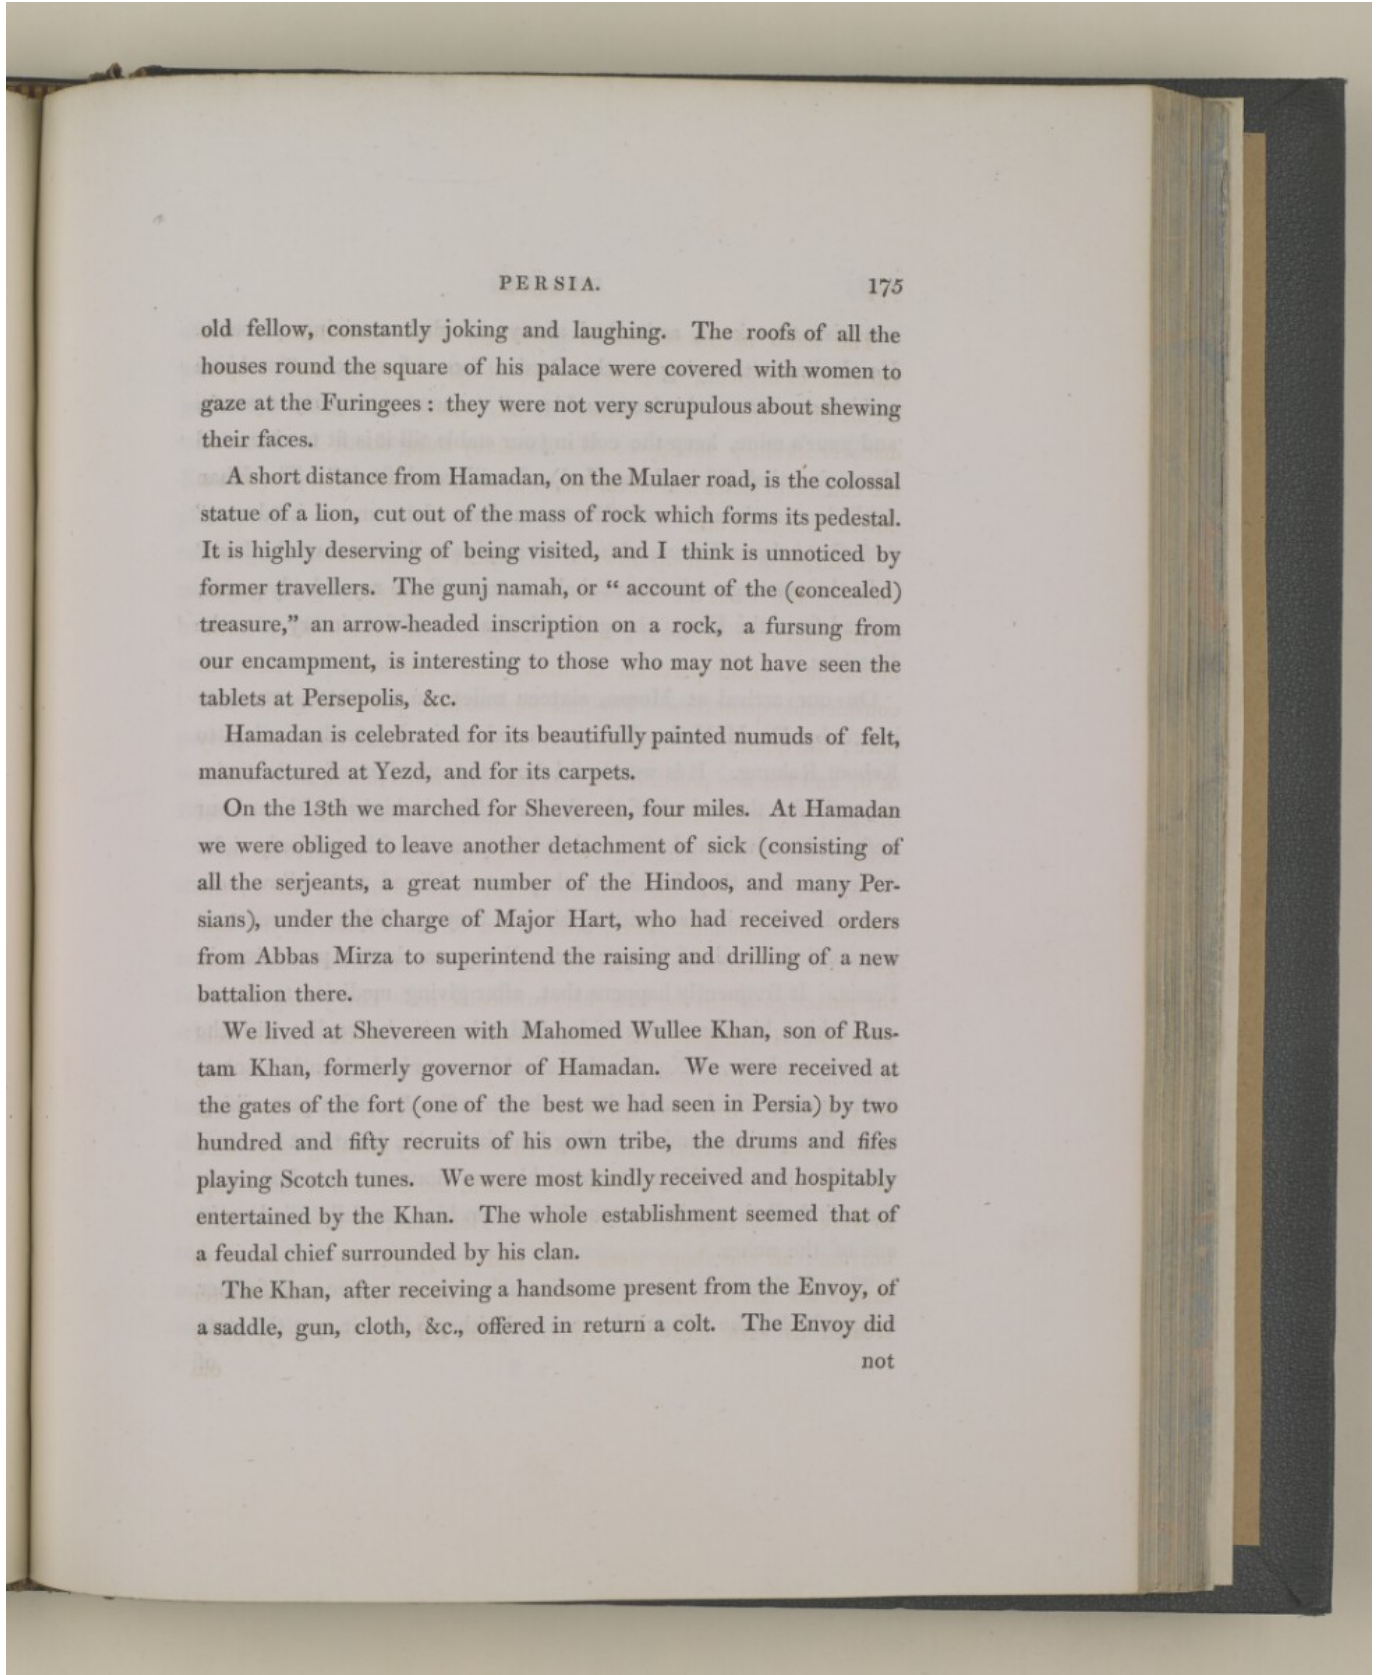 PERSIA. 175
old fellow, constantly joking and laughing. The roofs of all the
houses round the square of his palace were covered with women to
gaze at the Furingees : they were not very scrupulous about shewing
their faces.
A short distance from Hamadan, on the Mulaer road, is the colossal
statue of a lion, cut out of the mass of rock which forms its pedestal.
It is highly deserving of being visited, and I think is unnoticed by
former travellers. The gunj namah, or “ account of the (concealed)
treasure,” an arrow-headed inscription on a rock, a fursung from
our encampment, is interesting to those who may not have seen the
tablets at Persepolis, &c.
Hamadan is celebrated for its beautifully painted numuds of felt,
manufactured at Yezd, and for its carpets.
On the 13th we marched for Shevereen, four miles. At Hamadan
we were obliged to leave another detachment of sick (consisting of
all the serjeants, a great number of the Hindoos, and many Per-
sians), under the charge of Major Hart, who had received orders
from Abbas Mirza to superintend the raising and drilling of a new
battalion there.
We lived at Shevereen with Mahomed Wullee Khan, son of Rus-
tam Khan, formerly governor of Hamadan. We were received at
the gates of the fort (one of the best we had seen in Persia) by two
hundred and fifty recruits of his own tribe, the drums and fifes
playing Scotch tunes. We were most kindly received and hospitably
entertained by the Khan. The whole establishment seemed that of
a feudal chief surrounded by his clan.
The Khan, after receiving a handsome present from the Envoy, of
a saddle, gun, cloth, &c., offered in return a colt. The Envoy did
not